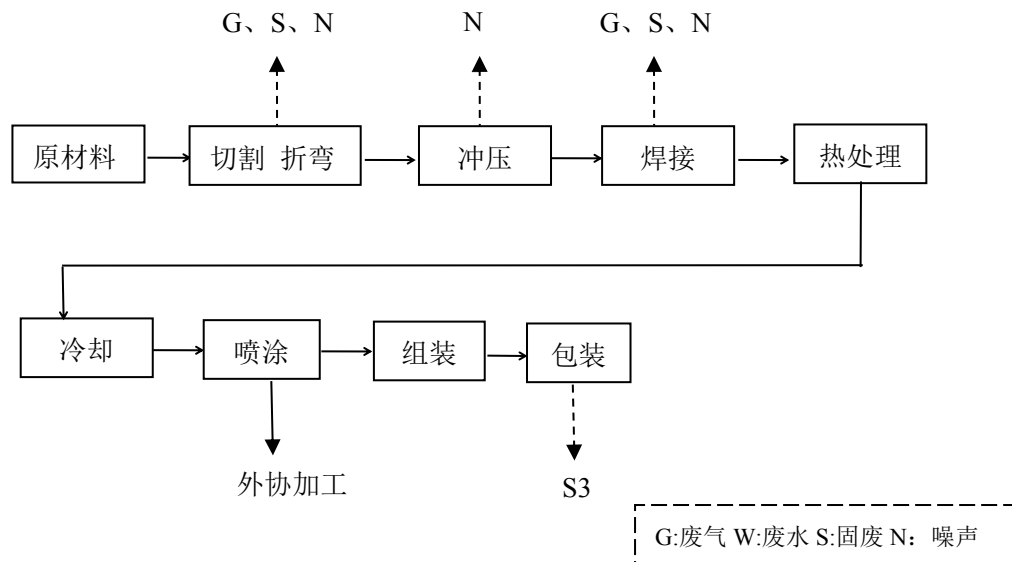 G、S、N
N
G、S、N
原材料
切割 折弯
冲压
焊接
热处理
冷却
喷涂
组装
包装
外协加工
S3
G:废气 W:废水 S:固废 N：噪声